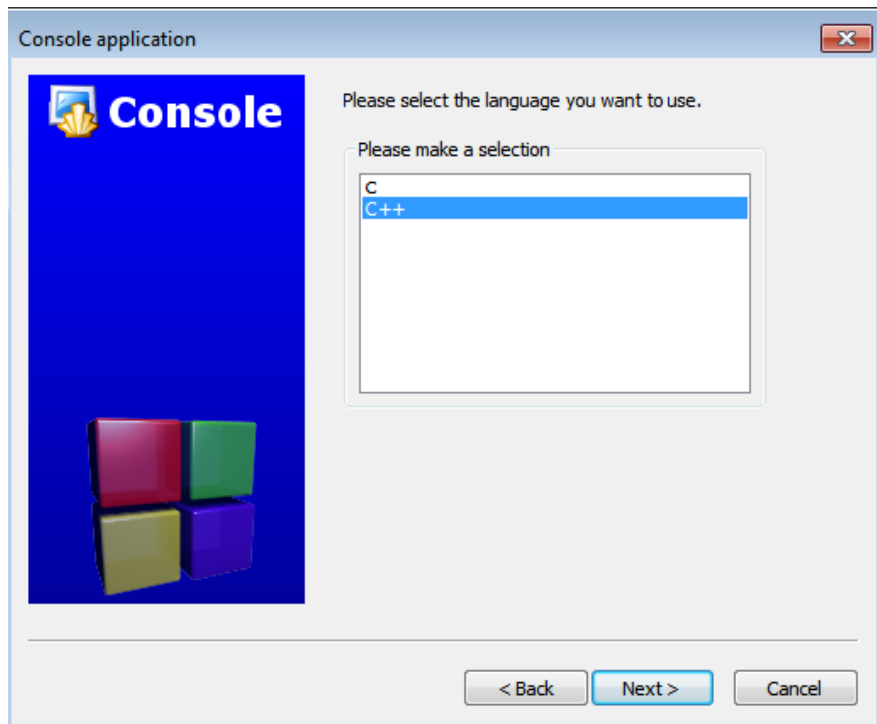 Console application
Console
Please select the language you want to use.
Please make a selection
C
C++
< Back
Next >
Cancel